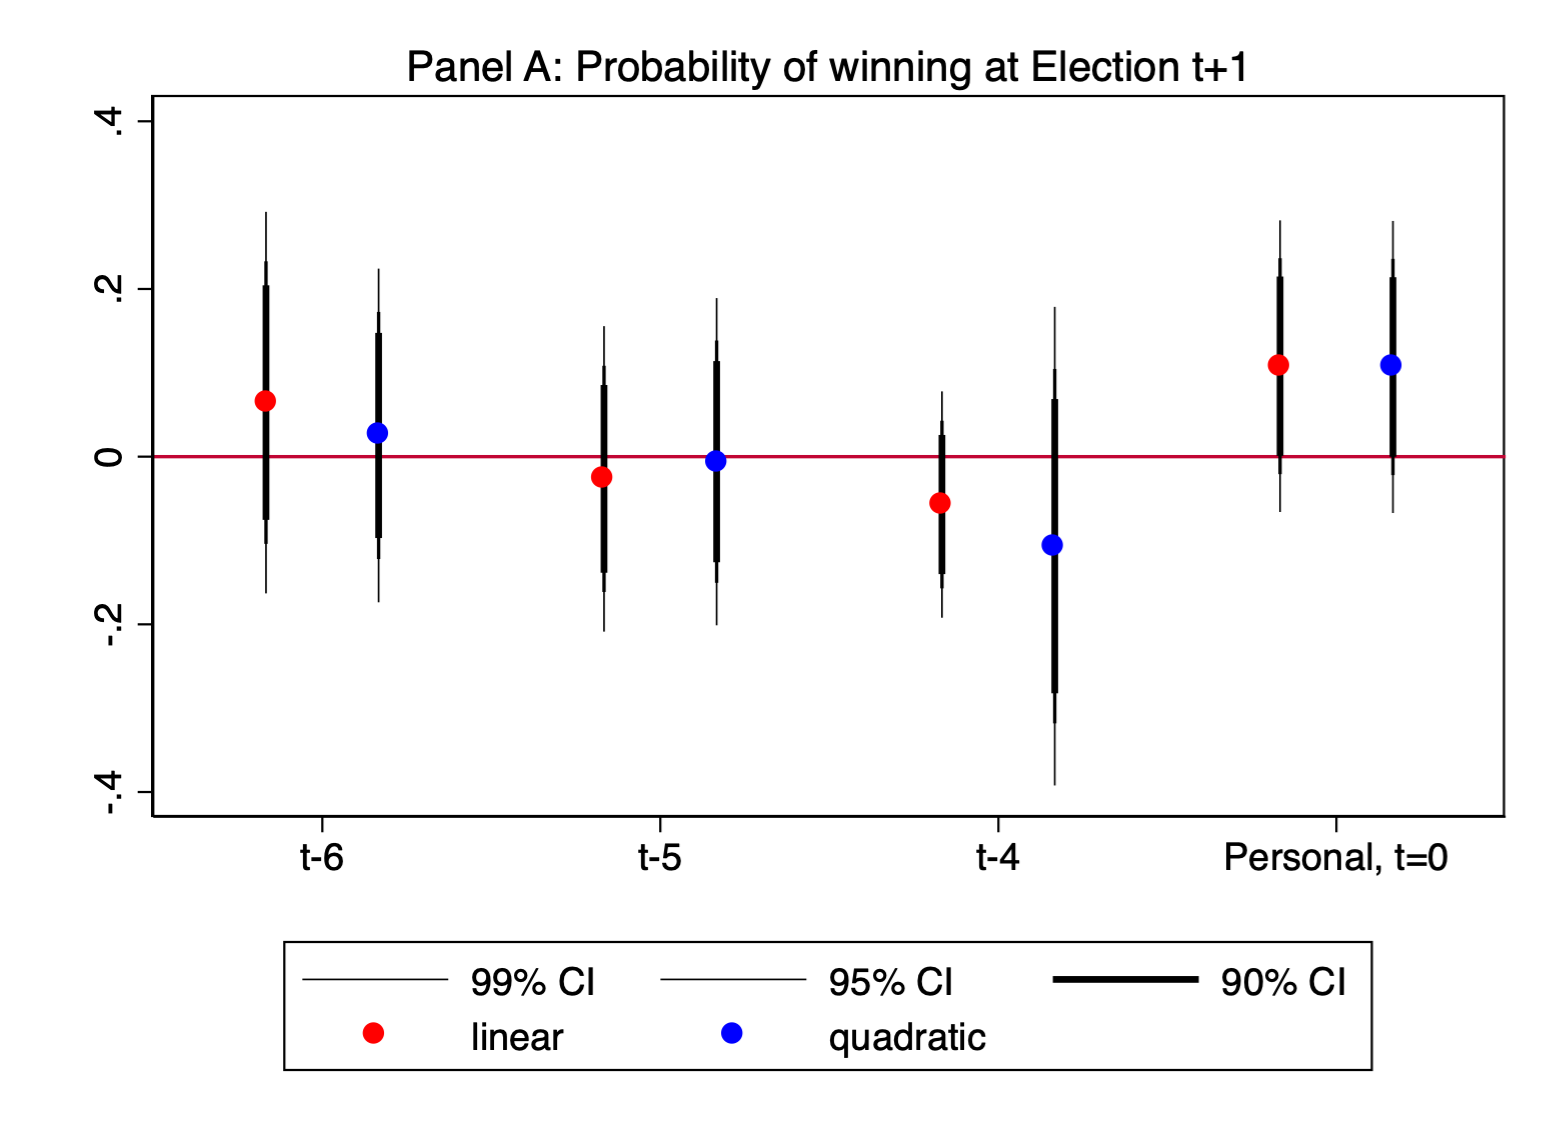 Panel A: Probability of winning at Election t+1
.4
.2
0
-.2
-.4
t-6 t-5 t-4 Personal, t=0
99% CI 95% CI 90% CI
linear quadratic